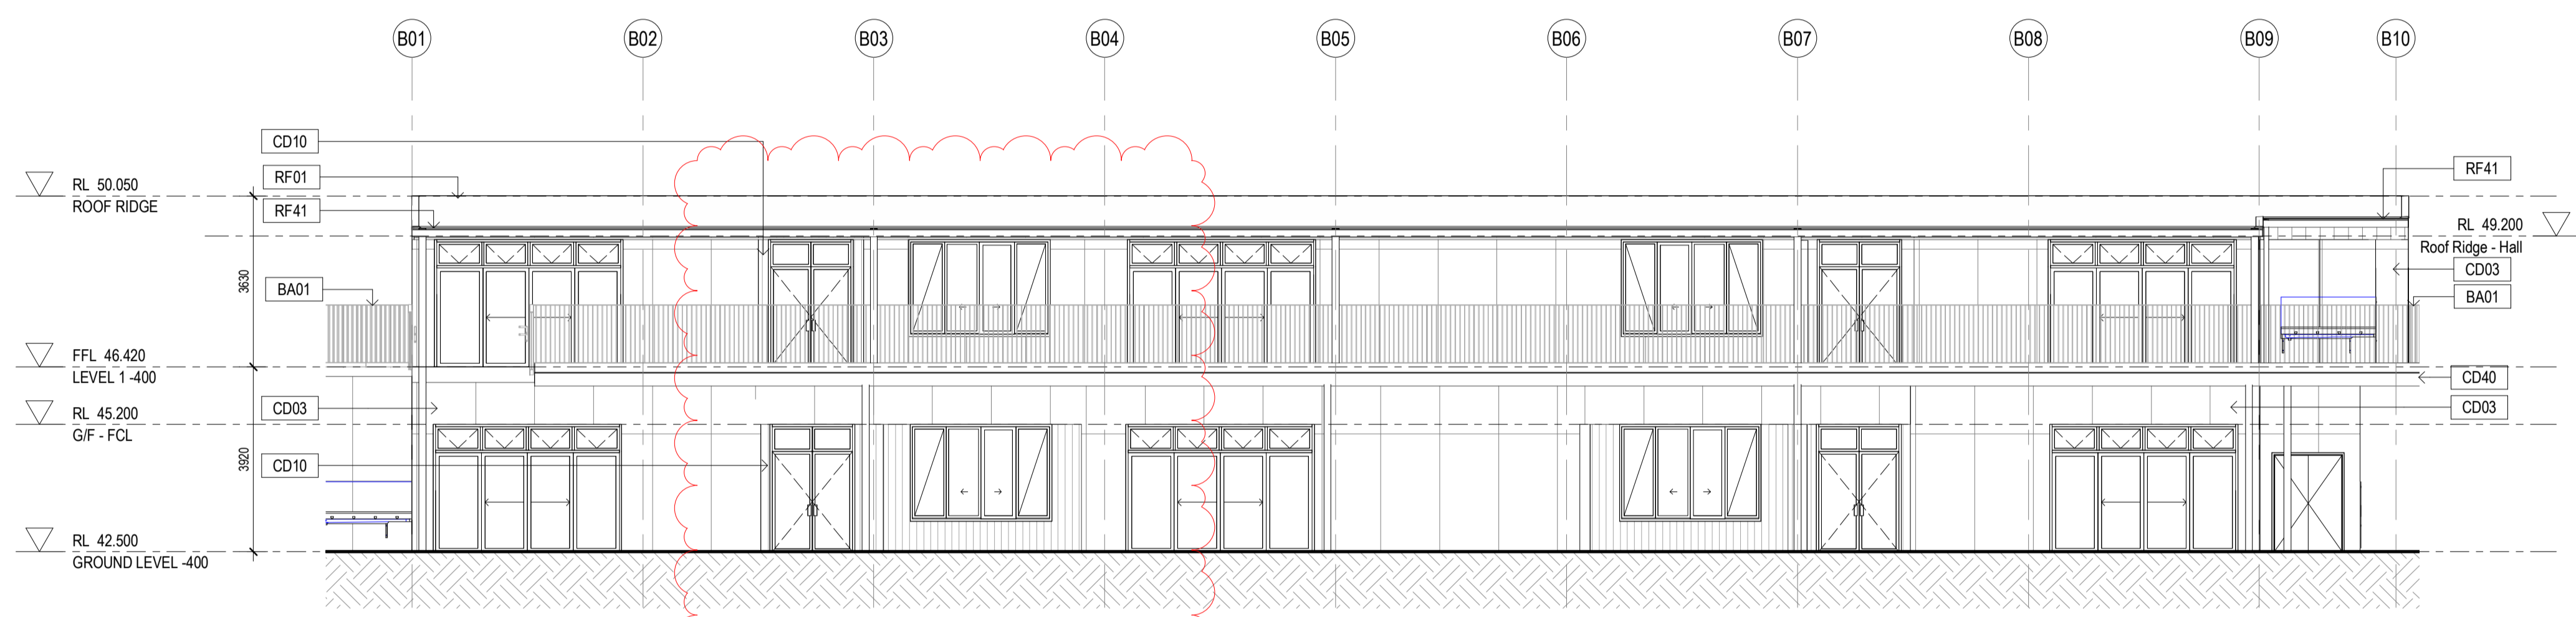 B01
B02
B03
B04
B05
B06
B07
B08
B09
B10
CD10
RF01
RF41
RF41
RL 50.050
ROOF RIDGE
RL 49.200
Roof Ridge - Hall
3630
BA01
CD03
BA01
FFL 46.420
LEVEL 1 -400
CD40
CD03
CD03
RL 45.200
G/F - FCL
3920
CD10
RL 42.500
GROUND LEVEL -400